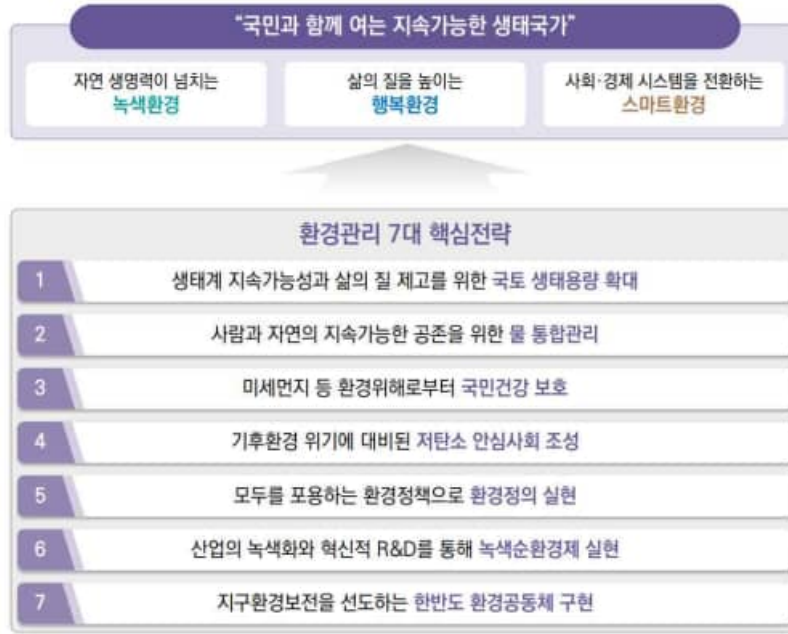 “국민과 함께 여는 지속가능한 생태국가”
자연 생명력이 넘치는
녹색환경
삶의 질을 높이는
행복환경
사회·경제 시스템을 전환하는
스마트환경
환경관리 7대 핵심전략
1 생태계 지속가능성과 삶의 질 제고를 위한 국토 생태용량 확대
2 사람과 자연의 지속가능한 공존을 위한 물 통합관리
3 미세먼지 등 환경위해로부터 국민건강 보호
4 기후환경 위기에 대비된 저탄소 안심사회 조성
5 모두를 포용하는 환경정책으로 환경정의 실현
6 산업의 녹색화와 혁신적 R&D를 통해 녹색순환경제 실현
7 지구환경보전을 선도하는 한반도 환경공동체 구현